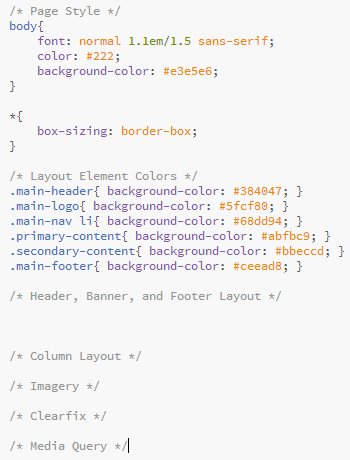 /* Page Style */
body{
    font: normal 1.1em/1.5 sans-serif;
    color: #222;
    background-color: #e3e5e6;
}
*{
    box-sizing: border-box;
}
/* Layout Element Colors */
.main-header{ background-color: #384047; }
.main-logo{ background-color: #5fcf80; }
.main-nav li{ background-color: #68dd94; }
.primary-content{ background-color: #abfbc9; }
.secondary-content{ background-color: #bbeccd; }
.main-footer{ background-color: #ceead8; }
/* Header, Banner, and Footer Layout */
/* Column Layout */
/* Imagery */
/* Clearfix */
/* Media Query */